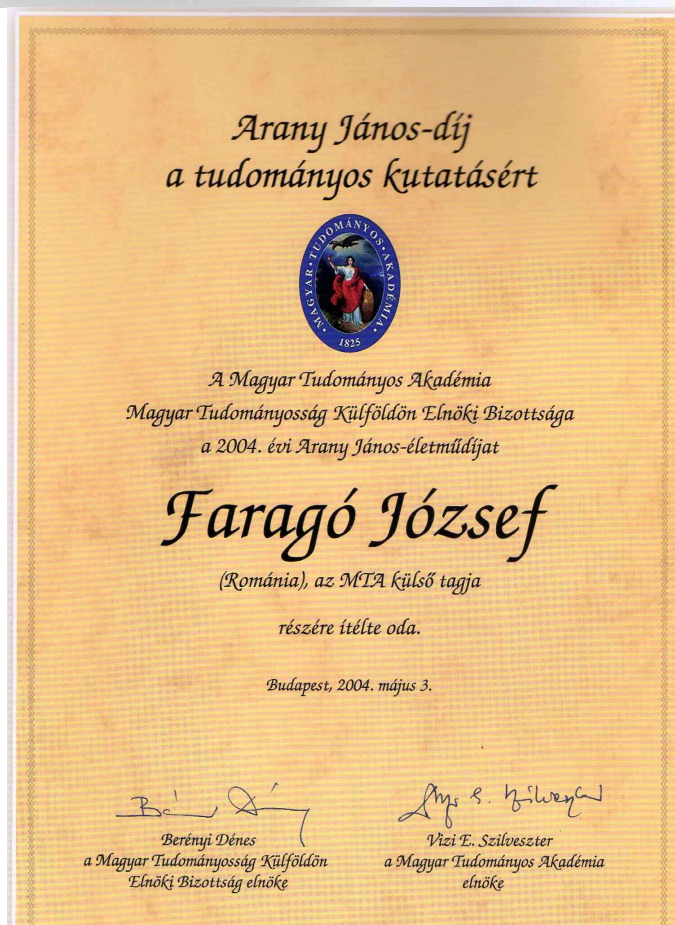 Arany János-díj
a tudományos kutatásért
MAGYAR·TUDOMÁNYOS·AKADÉMIA·
1825
A Magyar Tudományos Akadémia
Magyar Tudományosság Külföldön Elnöki Bizottsága
a 2004. évi Arany János-életműdíjat
Faragó József
(Románia), az MTA külső tagja
részére ítélte oda.
Budapest, 2004. május 3.
Berényi Dénes
a Magyar Tudományosság Külföldön
Elnöki Bizottság elnöke
Vizi E. Szilveszter
a Magyar Tudományos Akadémia
elnöke